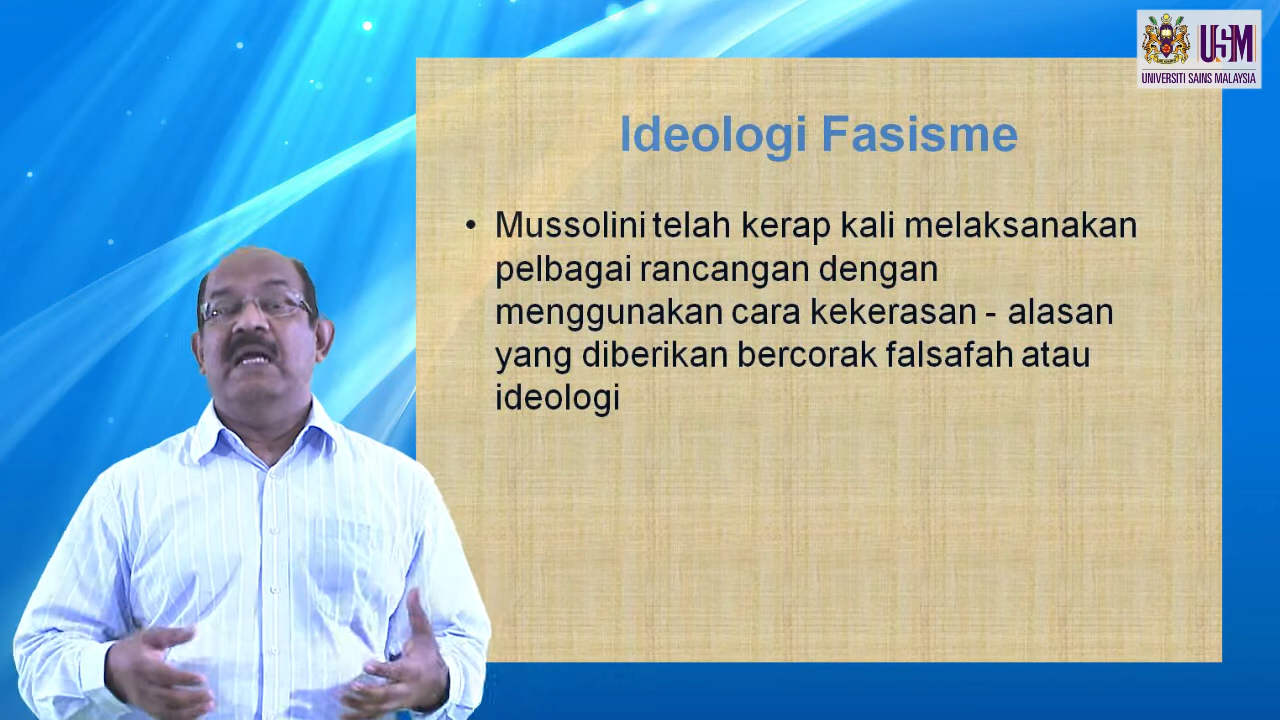 USM
UNIVERSITI SAINS MALAYSIA
Ideologi Fasisme
• Mussolini telah kerap kali melaksanakan
pelbagai rancangan dengan
menggunakan cara kekerasan - alasan
yang diberikan bercorak falsafah atau
ideologi